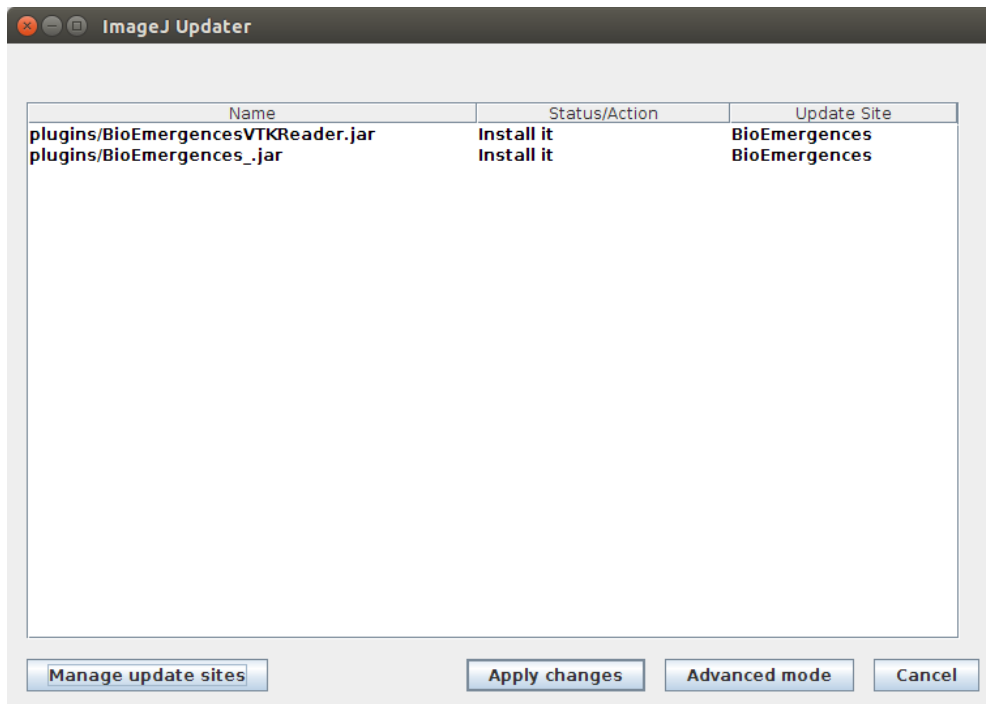 ImageJ Updater
Name Status/Action Update Site
plugins/BioEmergencesVTKReader.jar Install it BioEmergences
plugins/BioEmergences_.jar Install it BioEmergences
Manage update sites Apply changes Advanced mode Cancel